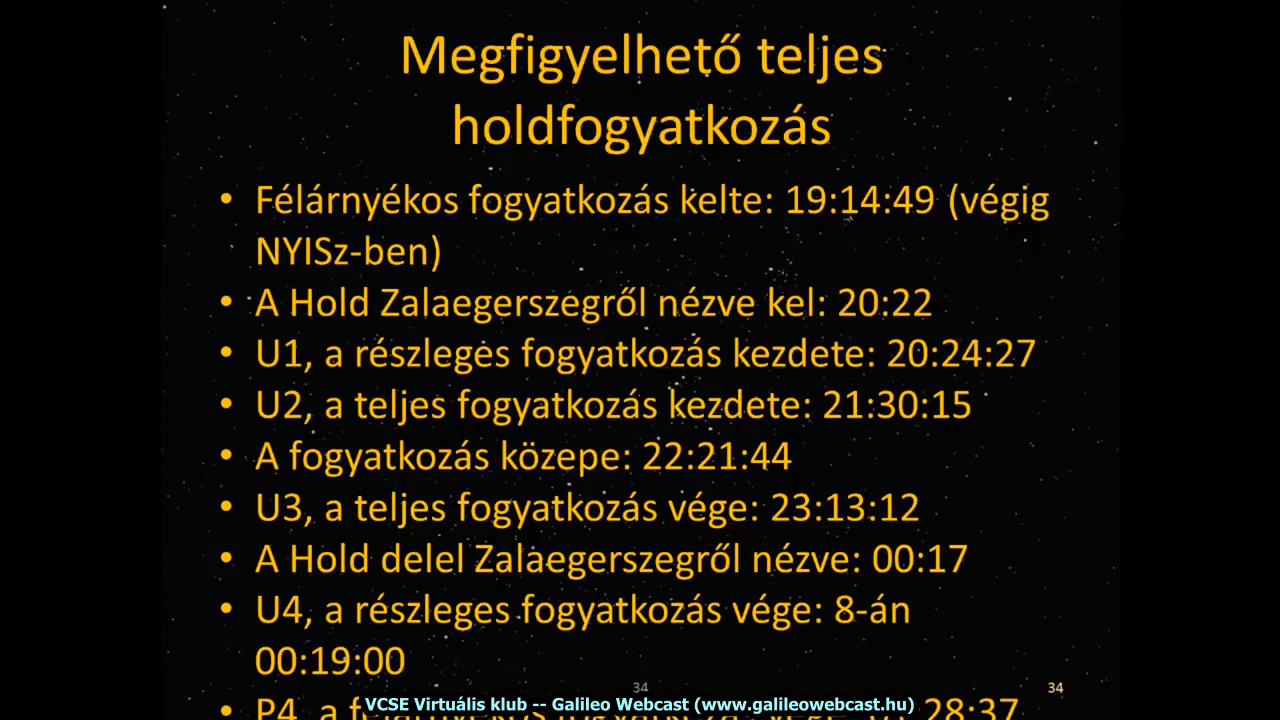 Megfigyelhető teljes
holdfogyatkozás
• Félárnyékos fogyatkozás kelte: 19:14:49 (végig
NYISz-ben)
• A Hold Zalaegerszegről nézve kel: 20:22
• U1, a részleges fogyatkozás kezdete: 20:24:27
• U2, a teljes fogyatkozás kezdete: 21:30:15
• A fogyatkozás közepe: 22:21:44
• U3, a teljes fogyatkozás vége: 23:13:12
• A Hold delel Zalaegerszegről nézve: 00:17
• U4, a részleges fogyatkozás vége: 8-án
00:19:00
34
34
• P4, a
28:37
VCSE Virtuális klub -- Galileo Webcast (www.galileowebcast.hu)